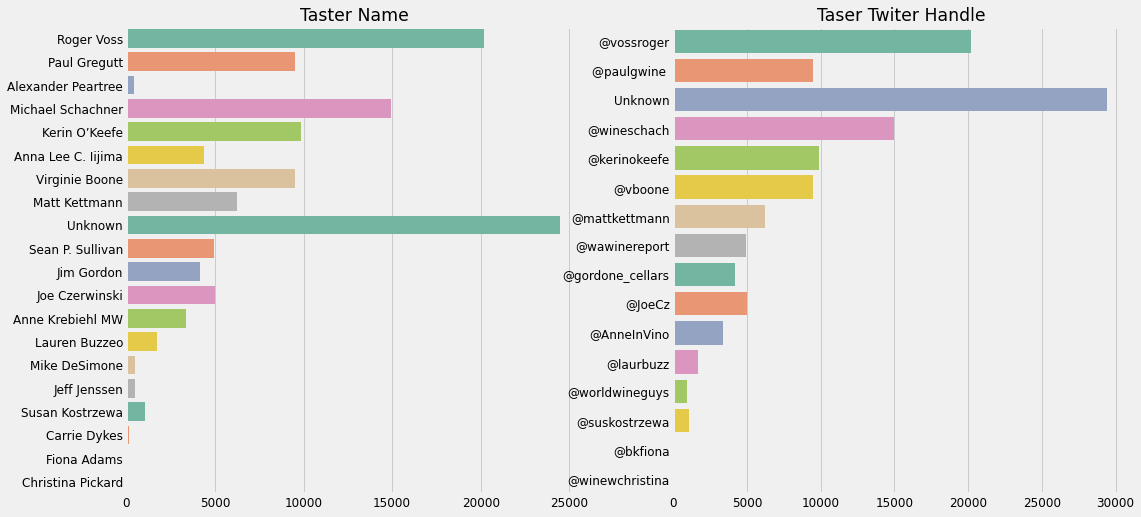 Taster Name
Roger Voss
Paul Gregutt
Alexander Peartree
Michael Schachner
Kerin O’Keefe
Anna Lee C. Iijima
Virginie Boone
Matt Kettmann
Unknown
Sean P. Sullivan
Jim Gordon
Joe Czerwinski
Anne Krebiehl MW
Lauren Buzzeo
Mike DeSimone
Jeff Jenssen
Susan Kostrzewa
Carrie Dykes
Fiona Adams
Christina Pickard
0 5000 10000 15000 20000 25000
Taser Twiter Handle
@vossroger
@paulgwine
Unknown
@wineschach
@kerinokeefe
@vboone
@mattkettmann
@wawinereport
@gordone_cellars
@JoeCz
@AnneInVino
@laurbuzz
@worldwineguys
@suskostrzewa
@bkfiona
@winewchristina
0 5000 10000 15000 20000 25000 30000